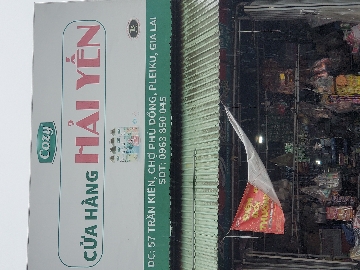 Cozy
CỬA HÀNG
HẢI YẾN
ĐC: 57 TRẦN KIÊN, CHỢ PHÙ ĐỔNG, PLEIKU, GIA LAI
SĐT: 0963 850 045